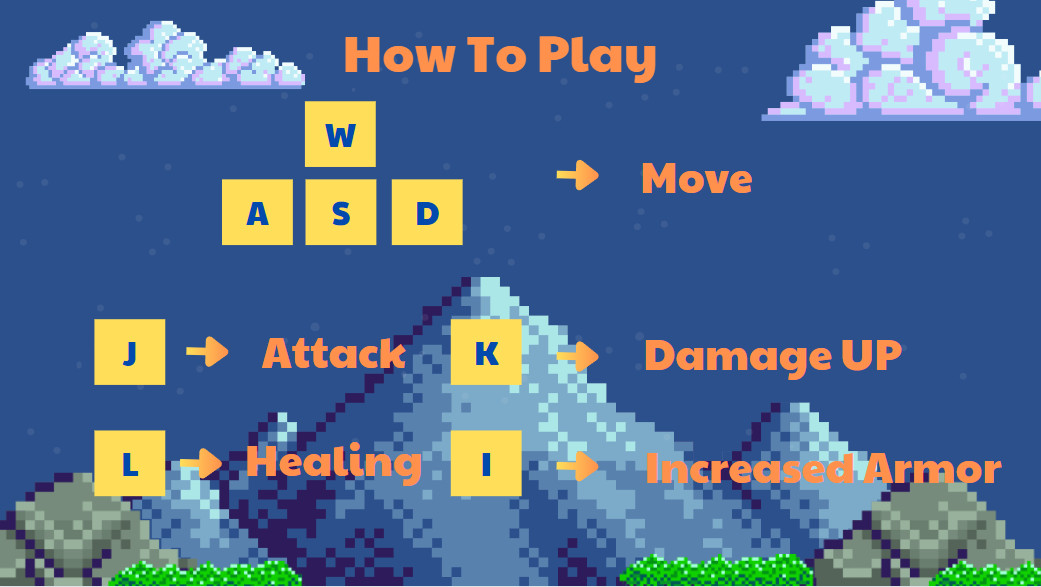 How To Play
W
A S D
Move
J
Attack
K
Damage UP
L
Healing
I
Increased Armor